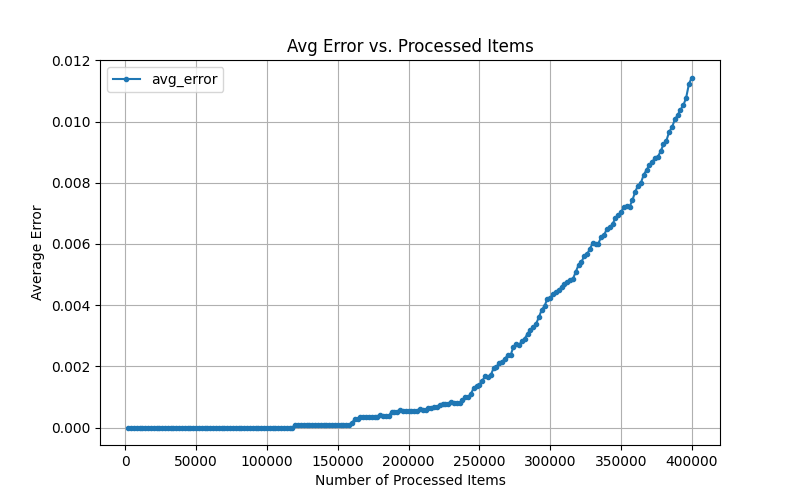 Avg Error vs. Processed Items
avg_error
Average Error
0.012
0.010
0.008
0.006
0.004
0.002
0.000
0 50000 100000 150000 200000 250000 300000 350000 400000
Number of Processed Items